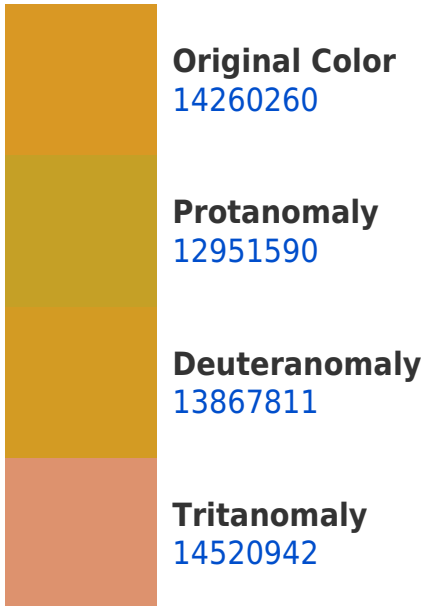 Original Color
14260260
Protanomaly
12951590
Deuteranomaly
13867811
Tritanomaly
14520942